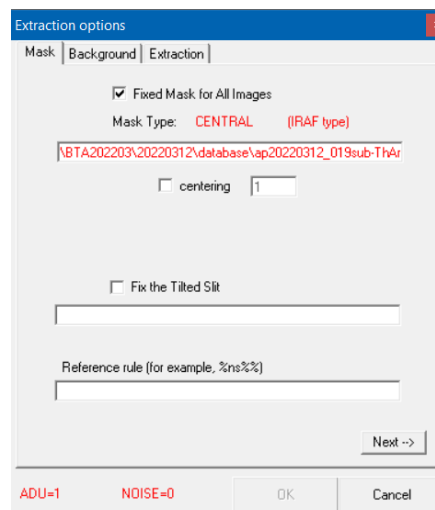 Extraction options
Mask Background Extraction
Fixed Mask for All Images
Mask Type: CENTRAL (IRAF type)
\BTA202203\20220312\database\ap20220312_019sub-ThAr
centering 1
Fix the Tilted Slit
Reference rule (for example, %ns%%)
Next -->
ADU=1 NOISE=0 OK Cancel